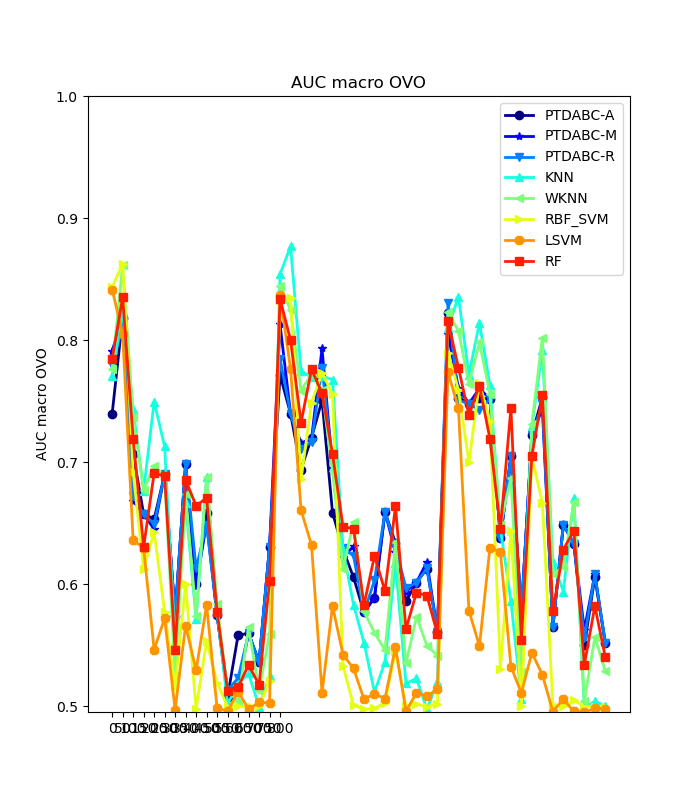 AUC macro OVO
1.0
0.9
0.8
0.7
0.6
0.5
AUC macro OVO
PTDABC-A
PTDABC-M
PTDABC-R
KNN
WKNN
RBF_SVM
LSVM
RF